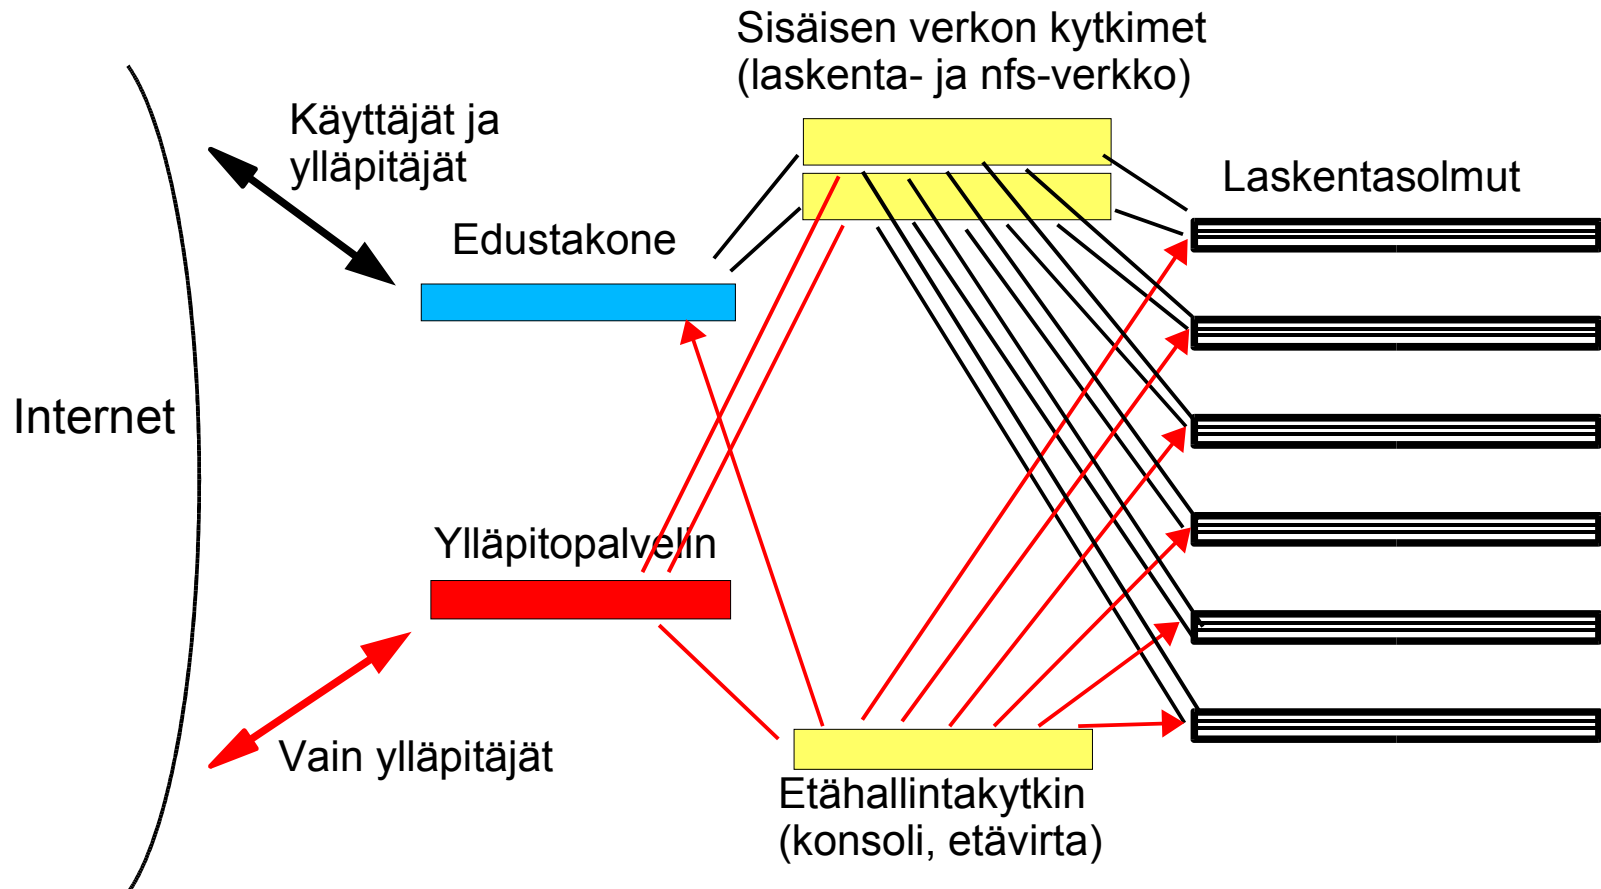 Sisäisen verkon kytkimet
(laskenta- ja nfs-verkko)
Käyttäjät ja
ylläpitäjät
Laskentasolmut
Edustakone
Internet
Ylläpitopalvelin
Vain ylläpitäjät
Etähallintakytkin
(konsoli, etävirta)